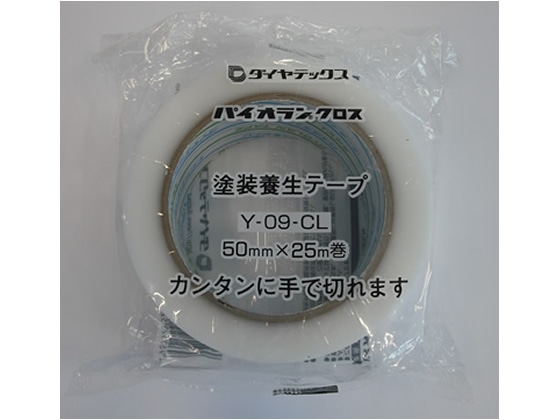 ダイヤテックス
パイオランクロス
塗装養生テープ
Y-09-CL
50mm×25m巻
カンタンに手で切れます